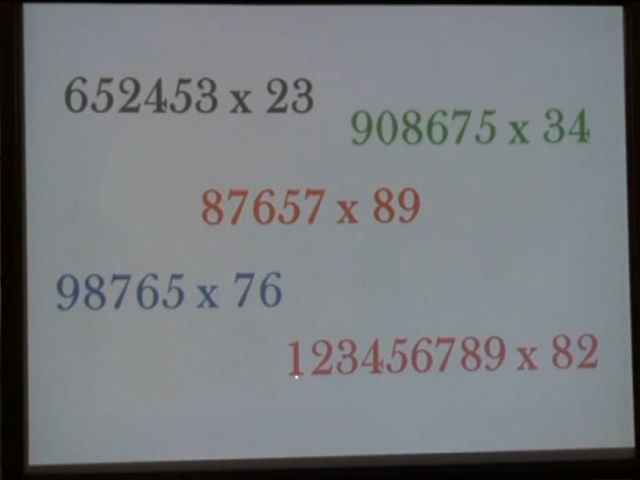 652453 x 23
908675 x 34
87657 x 89
98765 x 76
123456789 x 82